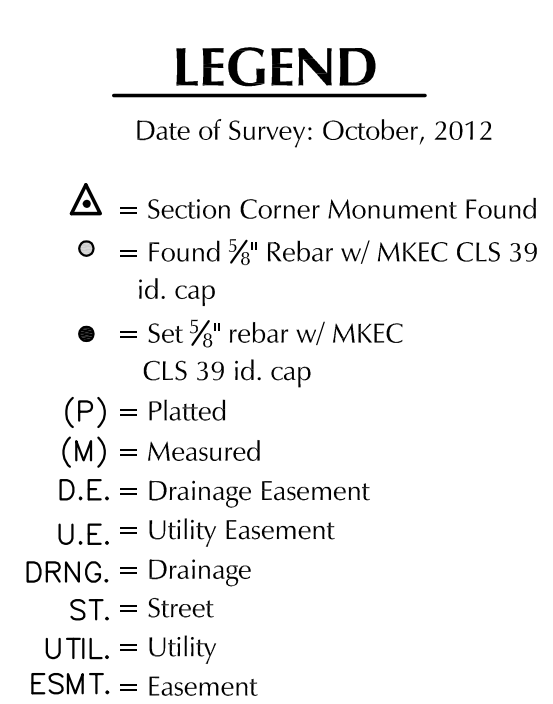 LEGEND
Date of Survey: October, 2012
= Section Corner Monument Found
= Found 5/8" Rebar w/ MKEC CLS 39
id. cap
= Set 5/8" rebar w/ MKEC
CLS 39 id. cap
(P) = Platted
(M) = Measured
D.E. = Drainage Easement
U.E. = Utility Easement
DRNG. = Drainage
ST. = Street
UTIL. = Utility
ESMT. = Easement